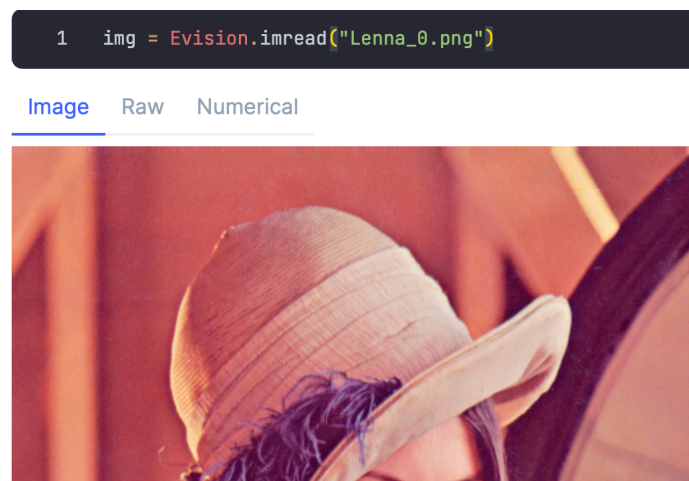 1 img = Evision.imread("Lenna_0.png")
Image Raw Numerical